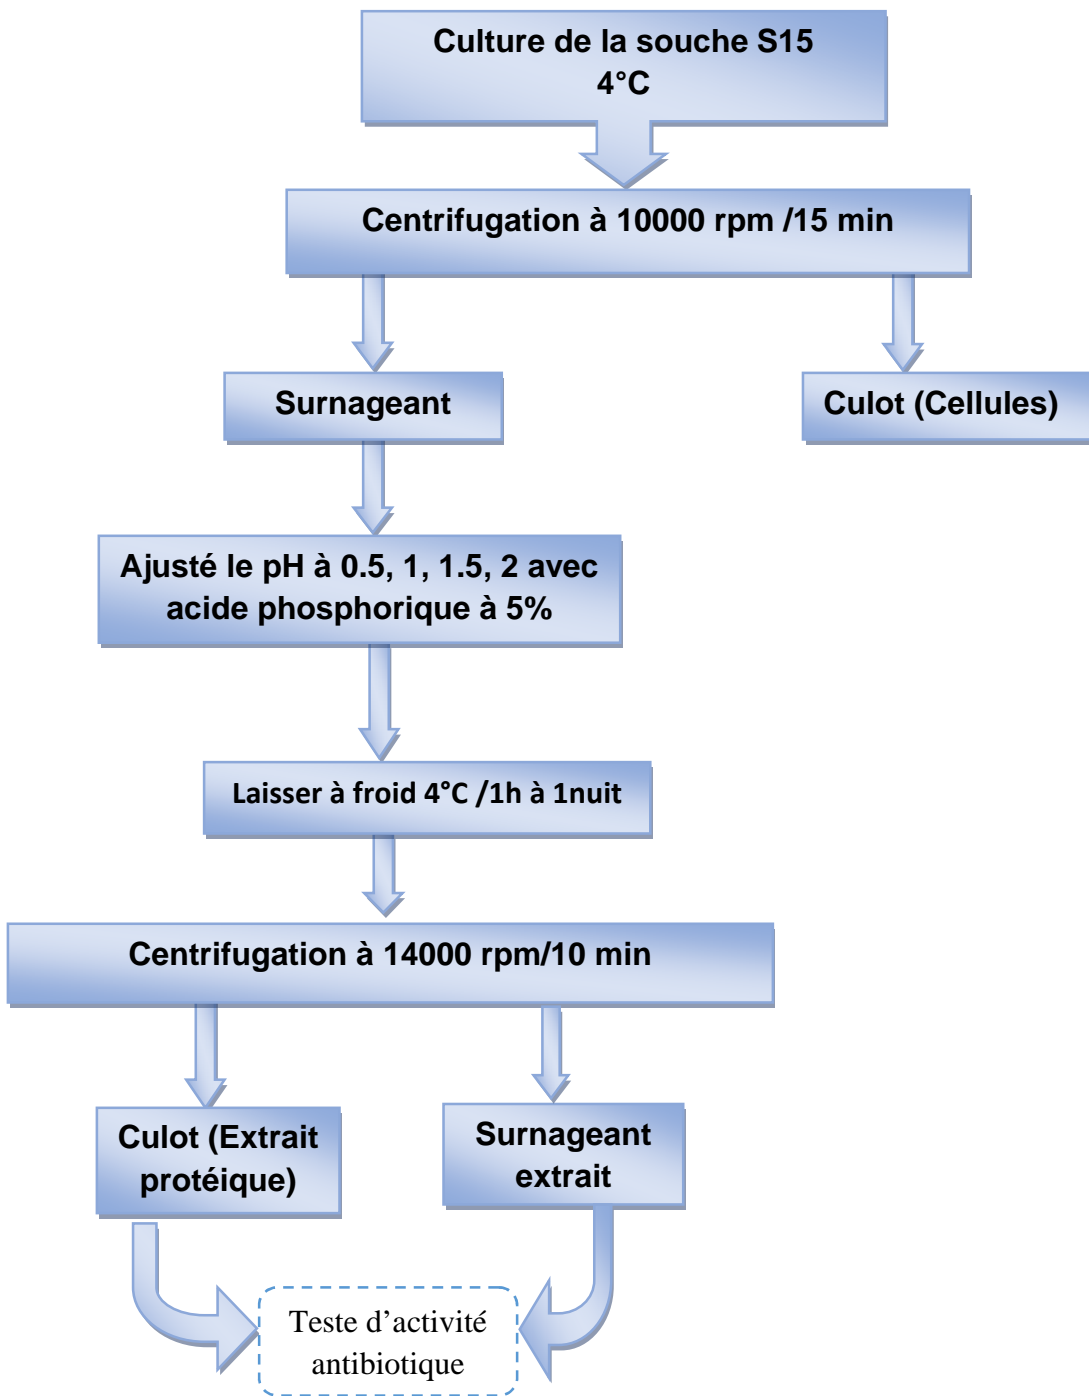 Culture de la souche S15
4°C
Centrifugation à 10000 rpm /15 min
Surnageant
Culot (Cellules)
Ajusté le pH à 0.5, 1, 1.5, 2 avec
acide phosphorique à 5%
Laisser à froid 4°C /1h à 1nuit
Centrifugation à 14000 rpm/10 min
Culot (Extrait
protéique)
Surnageant
extrait
Teste d’activité
antibiotique